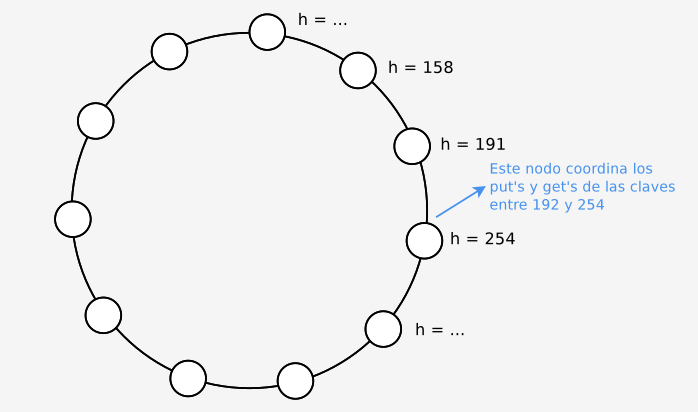 h = ...
h = 158
h = 191
Este nodo coordina los
put's y get's de las claves
entre 192 y 254
h = 254
h = ...